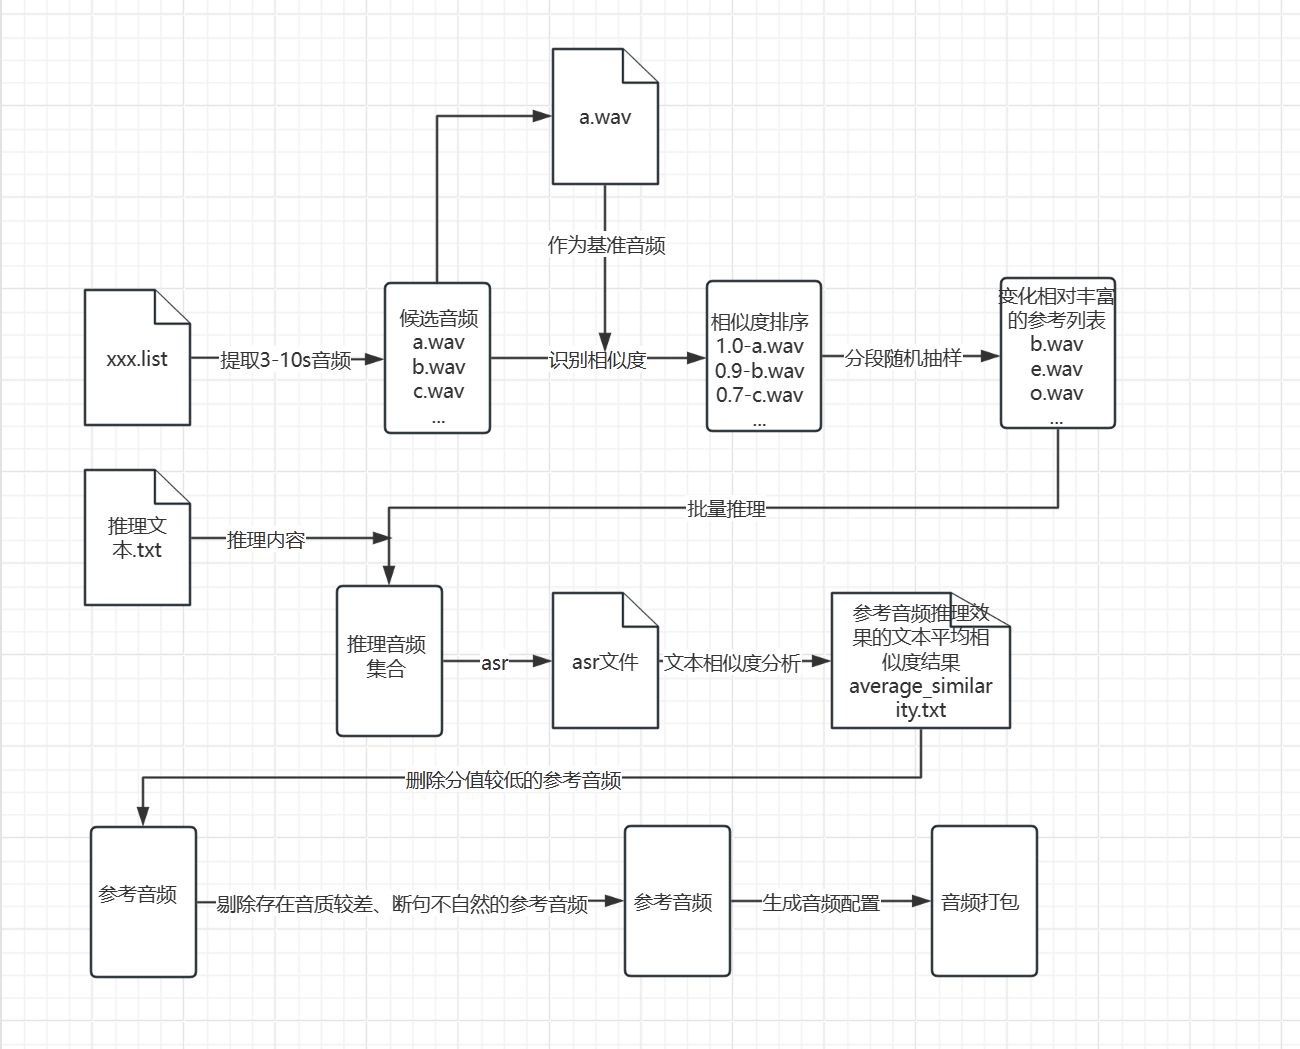 a.wav
作为基准音频
xxx.list
提取3-10s音频
候选音频
a.wav
b.wav
c.wav
...
识别相似度
相似度排序
1.0-a.wav
0.9-b.wav
0.7-c.wav
...
分段随机抽样
变化相对丰富
的参考列表
b.wav
e.wav
o.wav
...
批量推理
推理文
本.txt
推理内容
推理音频
集合
asr
asr文件
文本相似度分析
参考音频推理效
果的文本平均相
似度结果
average_similar
ity.txt
删除分值较低的参考音频
参考音频
剔除存在音质较差、断句不自然的参考音频
参考音频
生成音频配置
音频打包